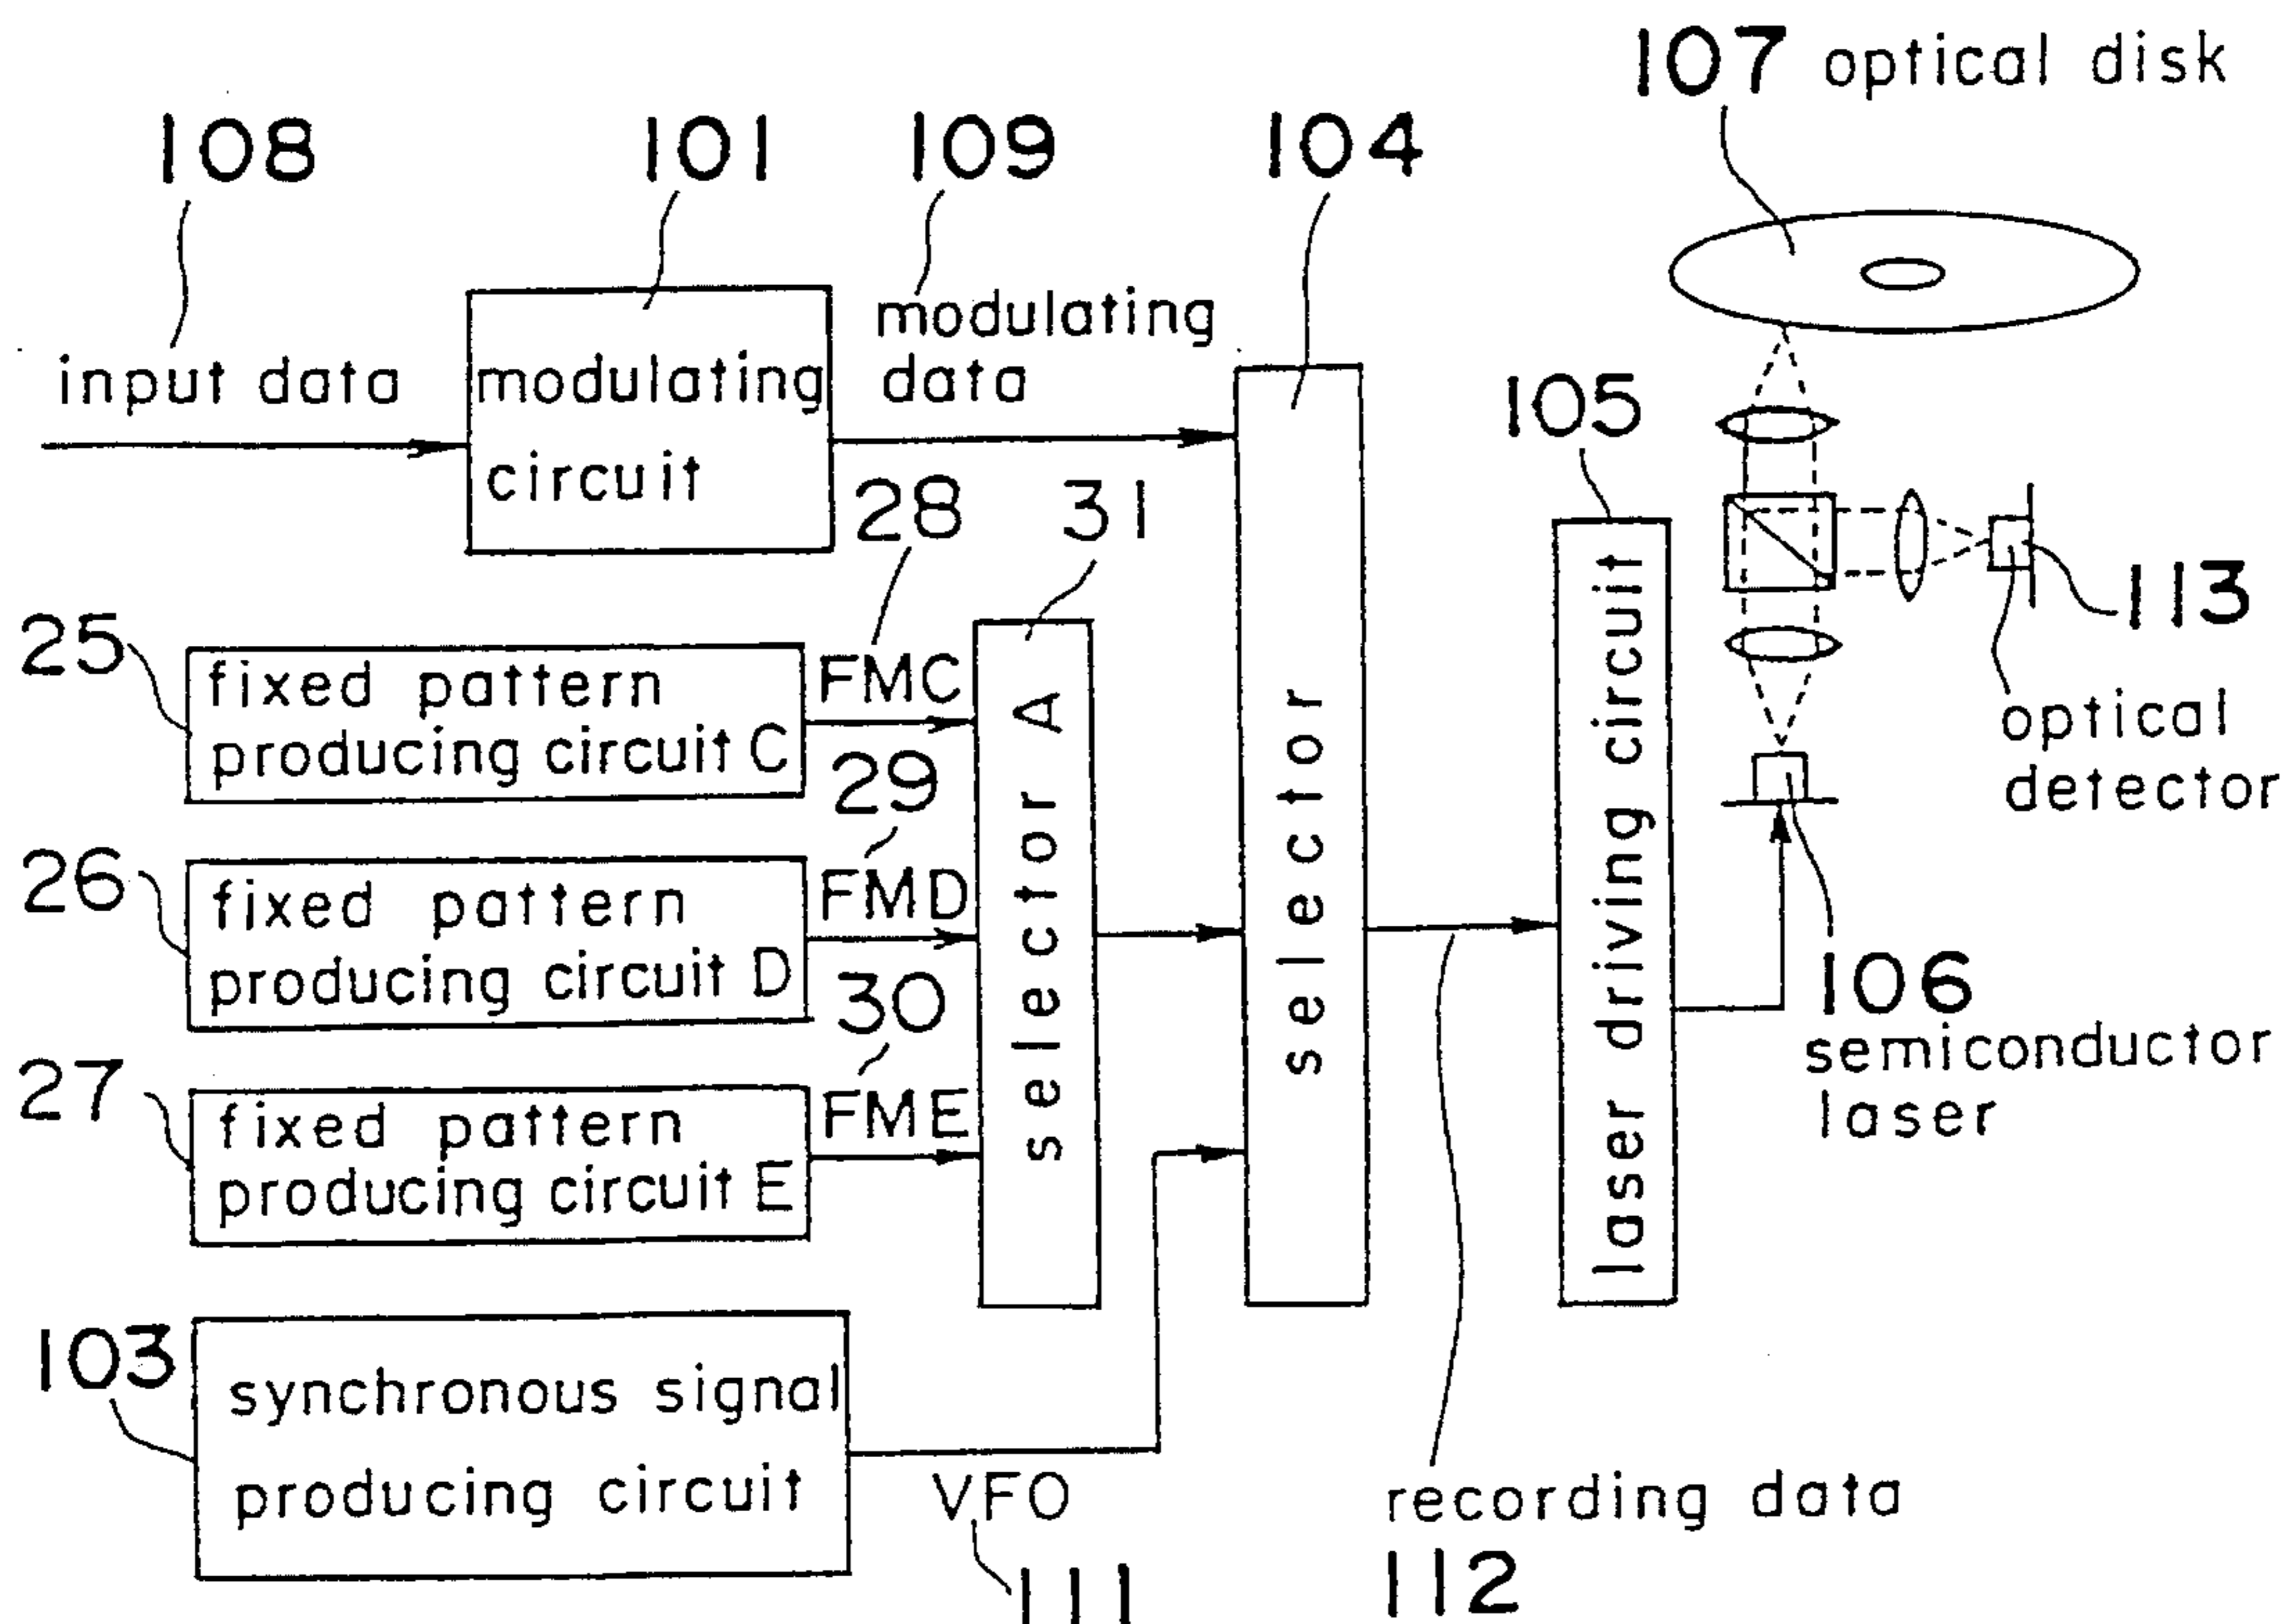 107 optical disk
108
101
109
104
modulating
data
input data
modulating
circuit
105
28
31
113
25
fixed pattern
producing circuit C
FMC
29
selector A
selector
laser driving circuit
optical
detector
26
fixed pattern
producing circuit D
FMD
30
106
semiconductor
laser
27
fixed pattern
producing circuit E
FME
103
synchronous signal
producing circuit
VFO
111
recording data
112